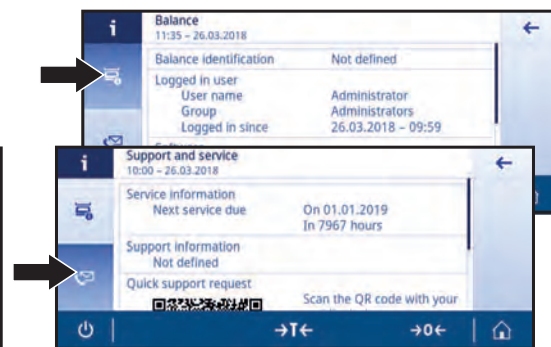 i Balance
11:35 – 26.03.2018
Balance identification Not defined
Logged in user
User name Administrator
Group Administrators
Logged in since 26.03.2018 – 09:59
i Support and service
10:00 – 26.03.2018
Service information
Next service due On 01.01.2019
In 7967 hours
Support information
Not defined
Quick support request
Scan the QR code with your
→T← →0←